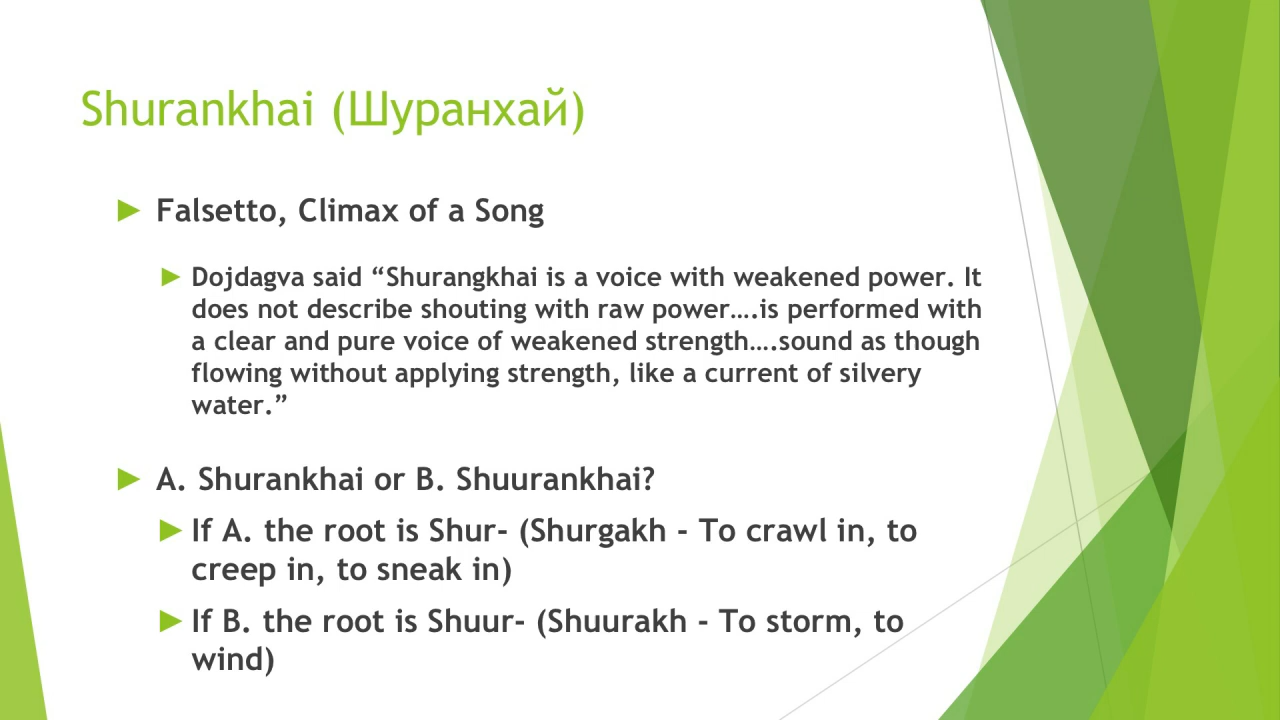 Shurankhai (Шуранхай)
Falsetto, Climax of a Song
Dojdagva said “Shurangkhai is a voice with weakened power. It
does not describe shouting with raw power….is performed with
a clear and pure voice of weakened strength….sound as though
flowing without applying strength, like a current of silvery
water.”
A. Shurankhai or B. Shuurankhai?
If A. the root is Shur- (Shurgakh - To crawl in, to
creep in, to sneak in)
If B. the root is Shuur- (Shuurakh - To storm, to
wind)